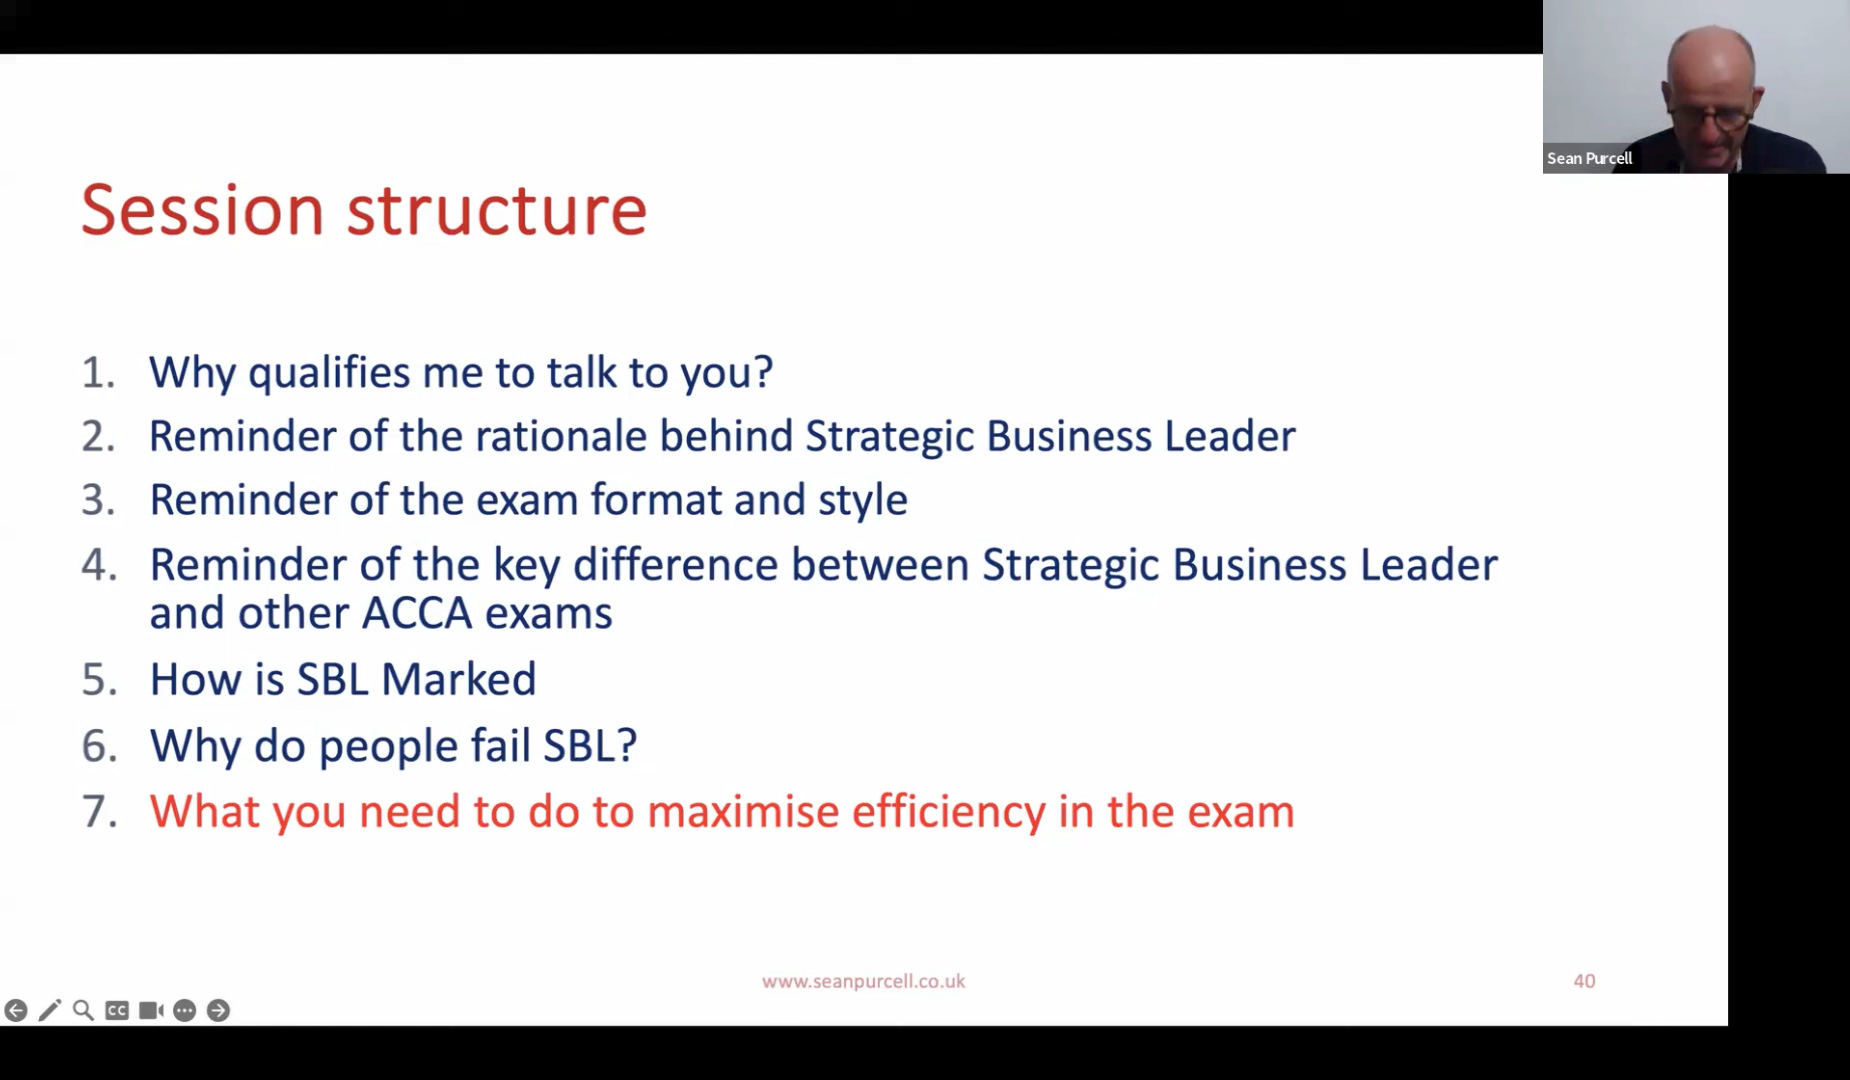 Sean Purcell
Session structure
1. Why qualifies me to talk to you?
2. Reminder of the rationale behind Strategic Business Leader
3. Reminder of the exam format and style
4. Reminder of the key difference between Strategic Business Leader
and other ACCA exams
5. How is SBL Marked
6. Why do people fail SBL?
7. What you need to do to maximise efficiency in the exam
www.seanpurcell.co.uk
40
CC